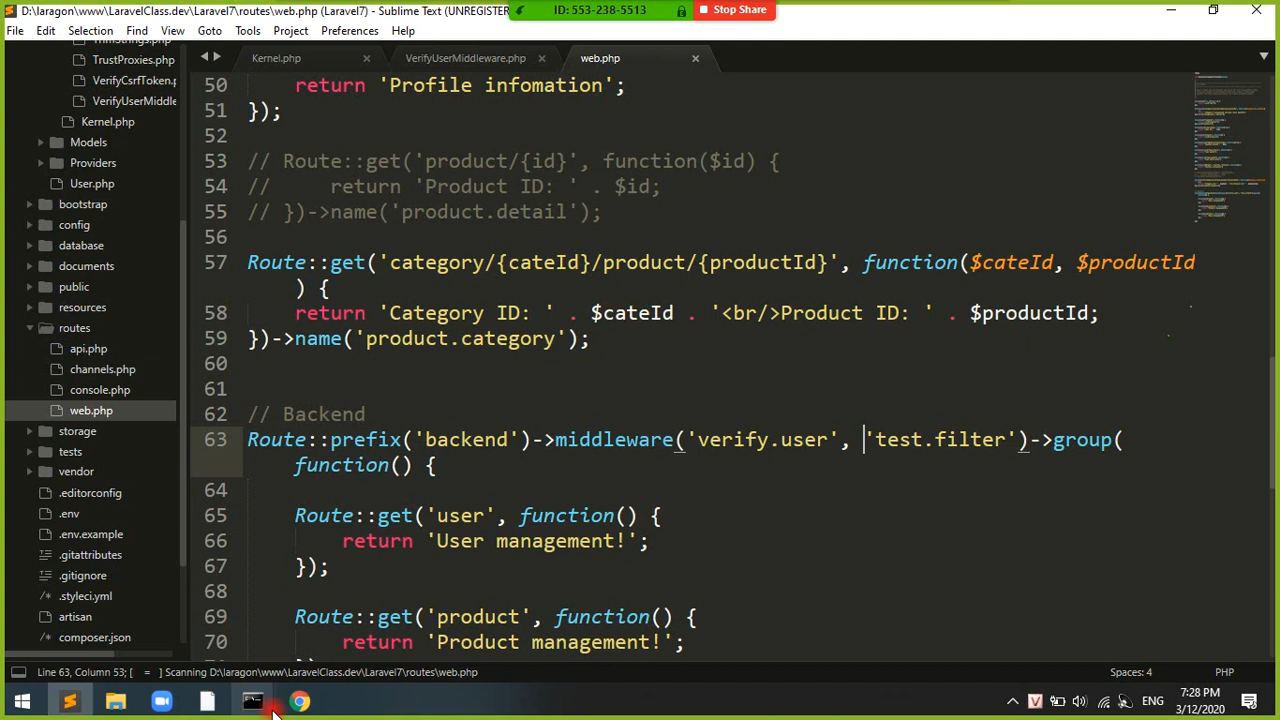 D:\laragon\www\LaravelClass.dev\Laravel7\routes\web.php (Laravel7) - Sublime Text (UNREGISTER
ID: 553-238-5513
Stop Share
File Edit Selection Find View Goto Tools Project Preferences Help
TrimStrings.php
TrustProxies.php
VerifyCsrfToken.p
VerifyUserMiddle
Kernel.php
Models
Providers
User.php
bootstrap
config
database
documents
public
resources
routes
api.php
channels.php
console.php
web.php
storage
tests
vendor
.editorconfig
.env
.env.example
.gitattributes
.gitignore
.styleci.yml
artisan
composer.json
Kernel.php
VerifyUserMiddleware.php
web.php
50 return 'Profile infomation';
51 });
52
53 // Route::get('product/{id}', function($id) {
54 //     return 'Product ID: ' . $id;
55 // })->name('product.detail');
56
57 Route::get('category/{cateId}/product/{productId}', function($cateId, $productId
) {
58 return 'Category ID: ' . $cateId . '<br/>Product ID: ' . $productId;
59 })->name('product.category');
60
61
62 // Backend
63 Route::prefix('backend')->middleware('verify.user', 'test.filter')->group(
function() {
64
65 Route::get('user', function() {
66 return 'User management!';
67 });
68
69 Route::get('product', function() {
70 return 'Product management!';
Line 63, Column 53; [ = ] Scanning D:\laragon\www\LaravelClass.dev\Laravel7\routes\web.php
Spaces: 4
PHP
ENG
7:28 PM
3/12/2020